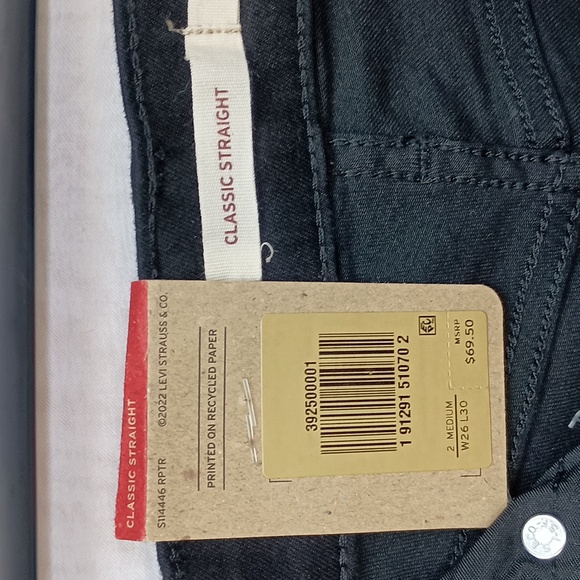 CLASSIC STRAIGHT
CLASSIC STRAIGHT
S114446 RPTR
©2022 LEVI STRAUSS & CO.
PRINTED ON RECYCLED PAPER
392500001
1 91291 51070 2
2 MEDIUM
W26 L30
MSRP
$69.50